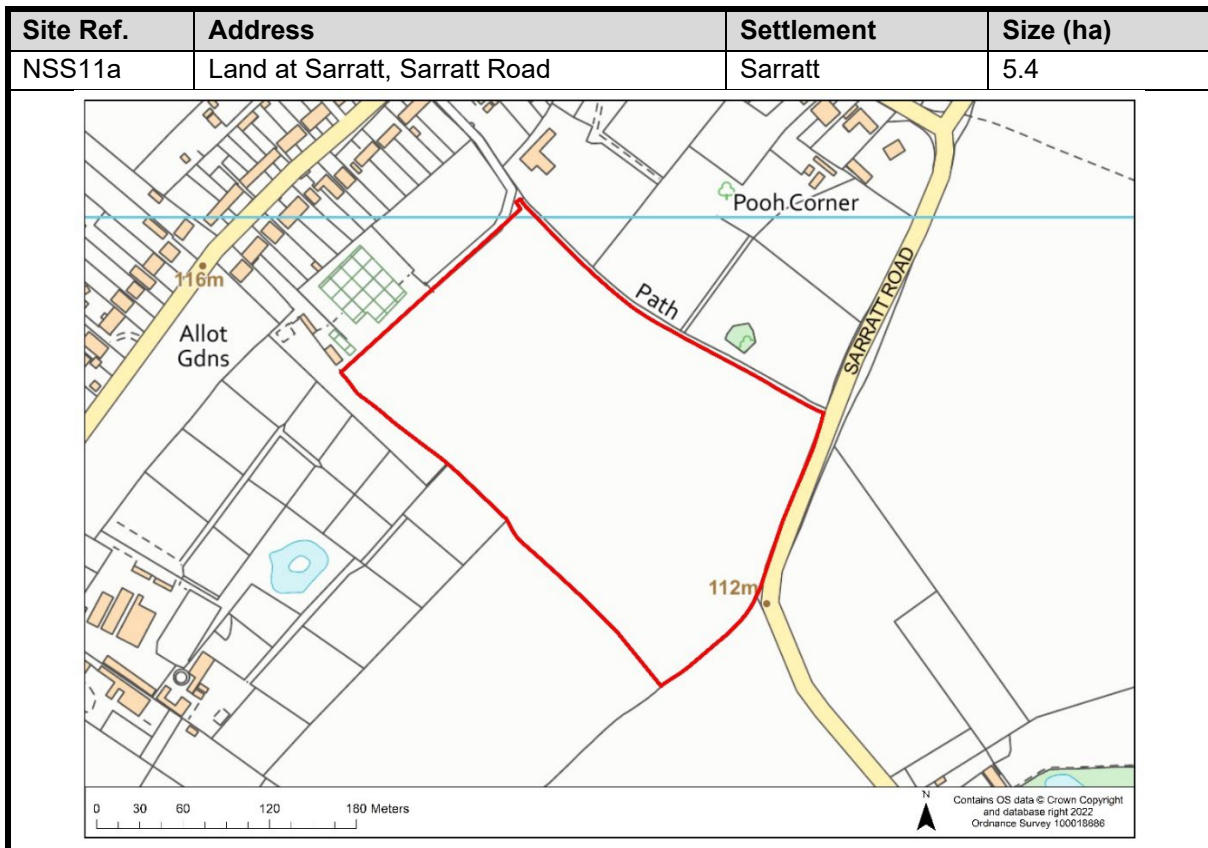 Site Ref. Address Settlement Size (ha)
NSS11a Land at Sarratt, Sarratt Road Sarratt 5.4
Pooh Corner
116m
SARRATT ROAD
Path
Allot
Gdns
112m
0 30 60 120 180 Meters
N
Contains OS data © Crown Copyright
and database right 2022
Ordnance Survey 100018686